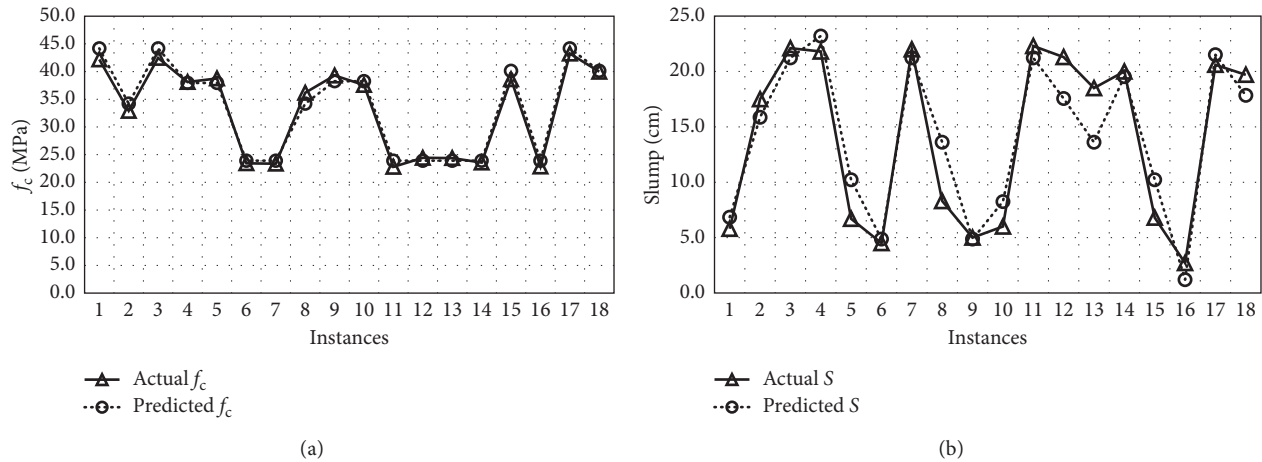 50.0
45.0
40.0
35.0
30.0
25.0
20.0
15.0
10.0
5.0
0.0
f_c (MPa)
1 2 3 4 5 6 7 8 9 10 11 12 13 14 15 16 17 18
Instances
Actual f_c
Predicted f_c
(a)
25.0
20.0
15.0
10.0
5.0
0.0
Slump (cm)
1 2 3 4 5 6 7 8 9 10 11 12 13 14 15 16 17 18
Instances
Actual S
Predicted S
(b)